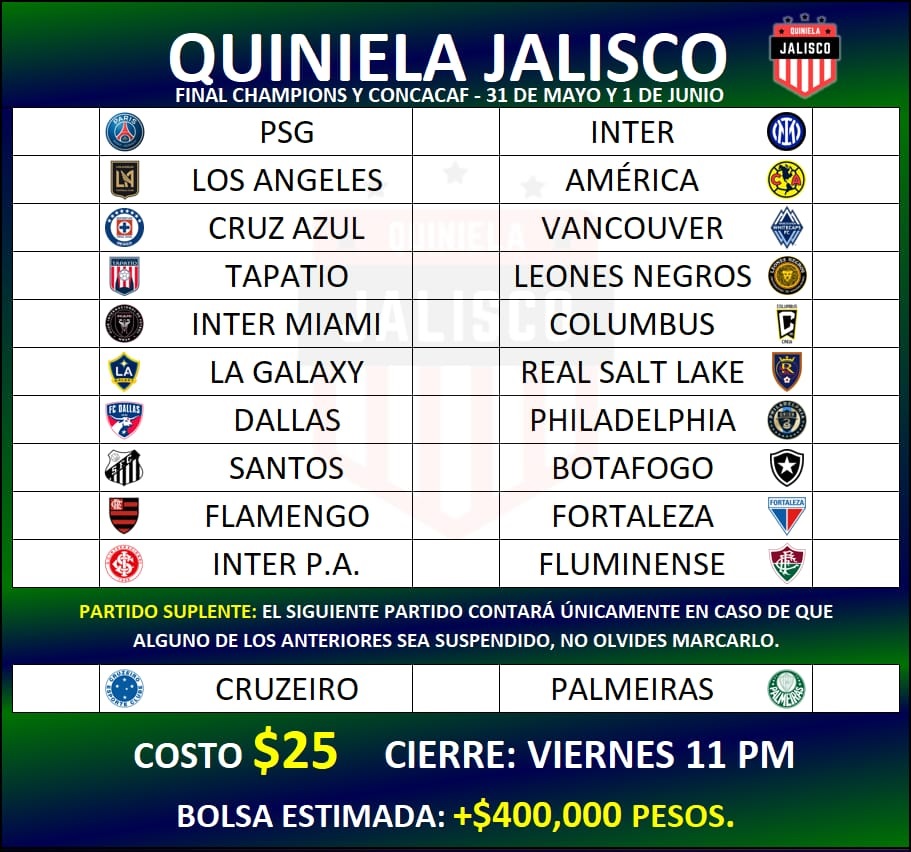 QUINIELA JALISCO
QUINIELA
JALISCO
FINAL CHAMPIONS Y CONCACAF - 31 DE MAYO Y 1 DE JUNIO
PSG INTER
LOS ANGELES AMÉRICA
CRUZ AZUL VANCOUVER
TAPATIO LEONES NEGROS
INTER MIAMI COLUMBUS
LA GALAXY REAL SALT LAKE
DALLAS PHILADELPHIA
SANTOS BOTAFOGO
FLAMENGO FORTALEZA
INTER P.A. FLUMINENSE
QUINIELA
JALISCO
PARTIDO SUPLENTE: EL SIGUIENTE PARTIDO CONTARÁ ÚNICAMENTE EN CASO DE QUE
ALGUNO DE LOS ANTERIORES SEA SUSPENDIDO, NO OLVIDES MARCARLO.
CRUZEIRO PALMEIRAS
COSTO $25 CIERRE: VIERNES 11 PM
BOLSA ESTIMADA: +$400,000 PESOS.